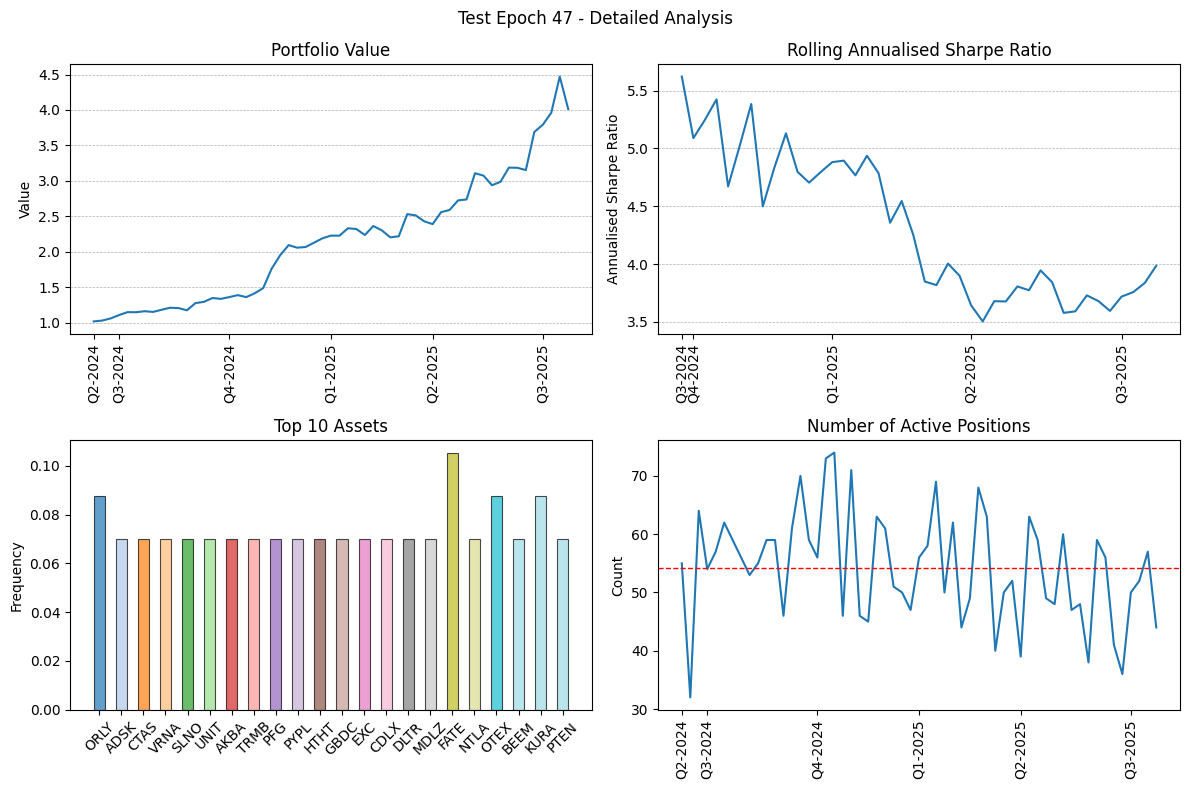 Test Epoch 47 - Detailed Analysis
Portfolio Value
Value
4.5
4.0
3.5
3.0
2.5
2.0
1.5
1.0
Q2-2024
Q3-2024
Q4-2024
Q1-2025
Q2-2025
Q3-2025
Rolling Annualised Sharpe Ratio
Annualised Sharpe Ratio
5.5
5.0
4.5
4.0
3.5
Q3-2024
Q4-2024
Q1-2025
Q2-2025
Q3-2025
Top 10 Assets
Frequency
0.10
0.08
0.06
0.04
0.02
0.00
ORLY
ADSK
CTAS
VRNA
SLNO
UNIT
AKBA
TRMB
PFG
PYPL
HTHT
GBDC
EXC
CDLX
DLTR
MDLZ
FATE
NTLA
OTEX
BEEM
KURA
PTEN
Number of Active Positions
Count
70
60
50
40
30
Q2-2024
Q3-2024
Q4-2024
Q1-2025
Q2-2025
Q3-2025